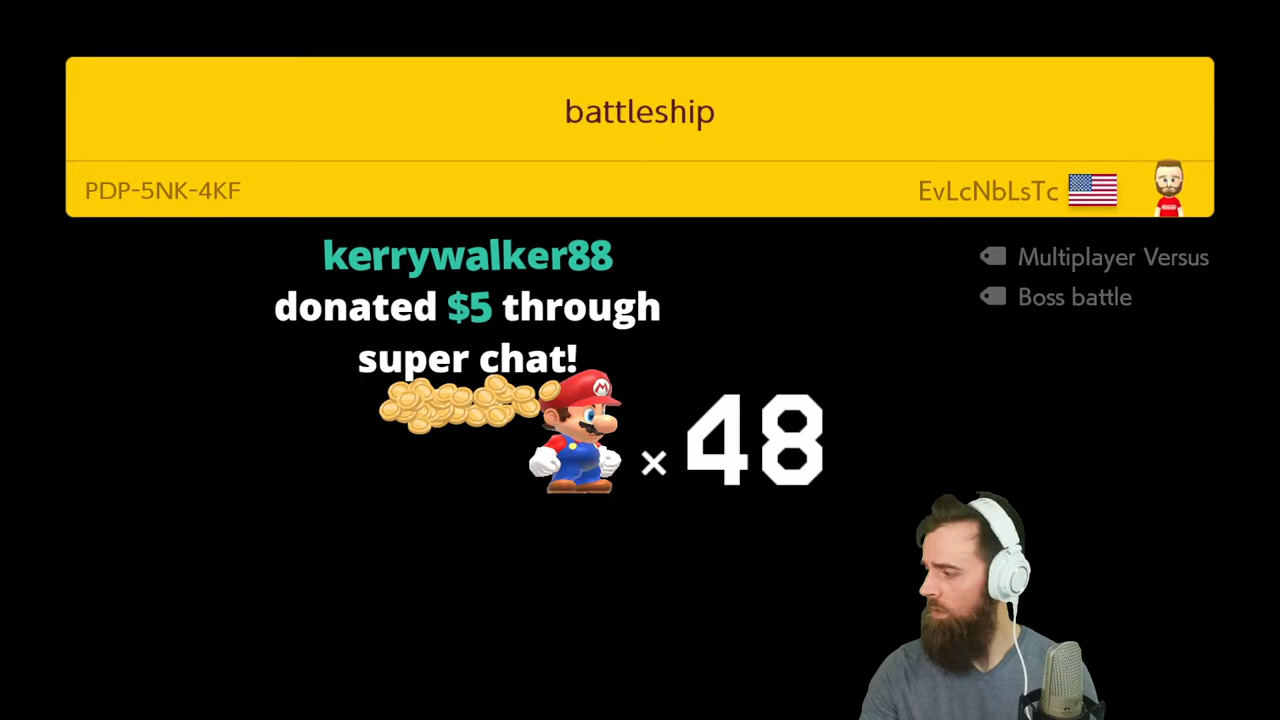 battleship
PDP-5NK-4KF
EvLcNbLsTc
kerrywalker88
donated $5 through
super chat!
Multiplayer Versus
Boss battle
M
× 48